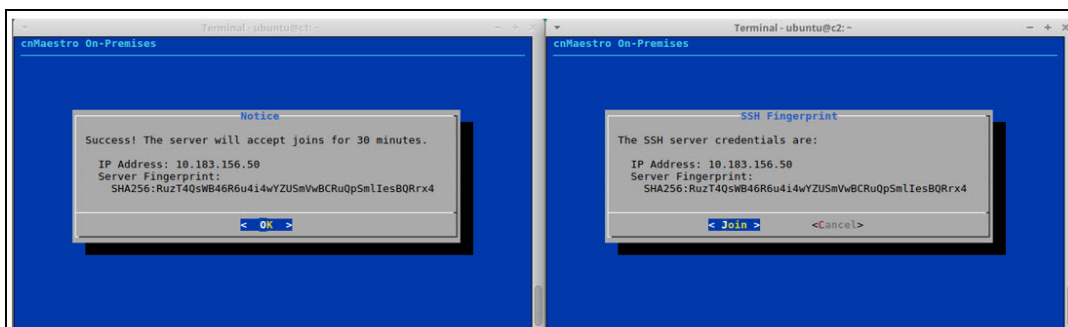 Terminal - ubuntu@c1: ~
cnMaestro On-Premises
Notice
Success! The server will accept joins for 30 minutes.
IP Address: 10.183.156.50
Server Fingerprint:
SHA256:RuzT4QsWB46R6u4i4wYZUSmVwBCRuQpSmlIesBQRrx4
< OK >
Terminal - ubuntu@c2: ~
cnMaestro On-Premises
SSH Fingerprint
The SSH server credentials are:
IP Address: 10.183.156.50
Server Fingerprint:
SHA256:RuzT4QsWB46R6u4i4wYZUSmVwBCRuQpSmlIesBQRrx4
< Join > <Cancel>